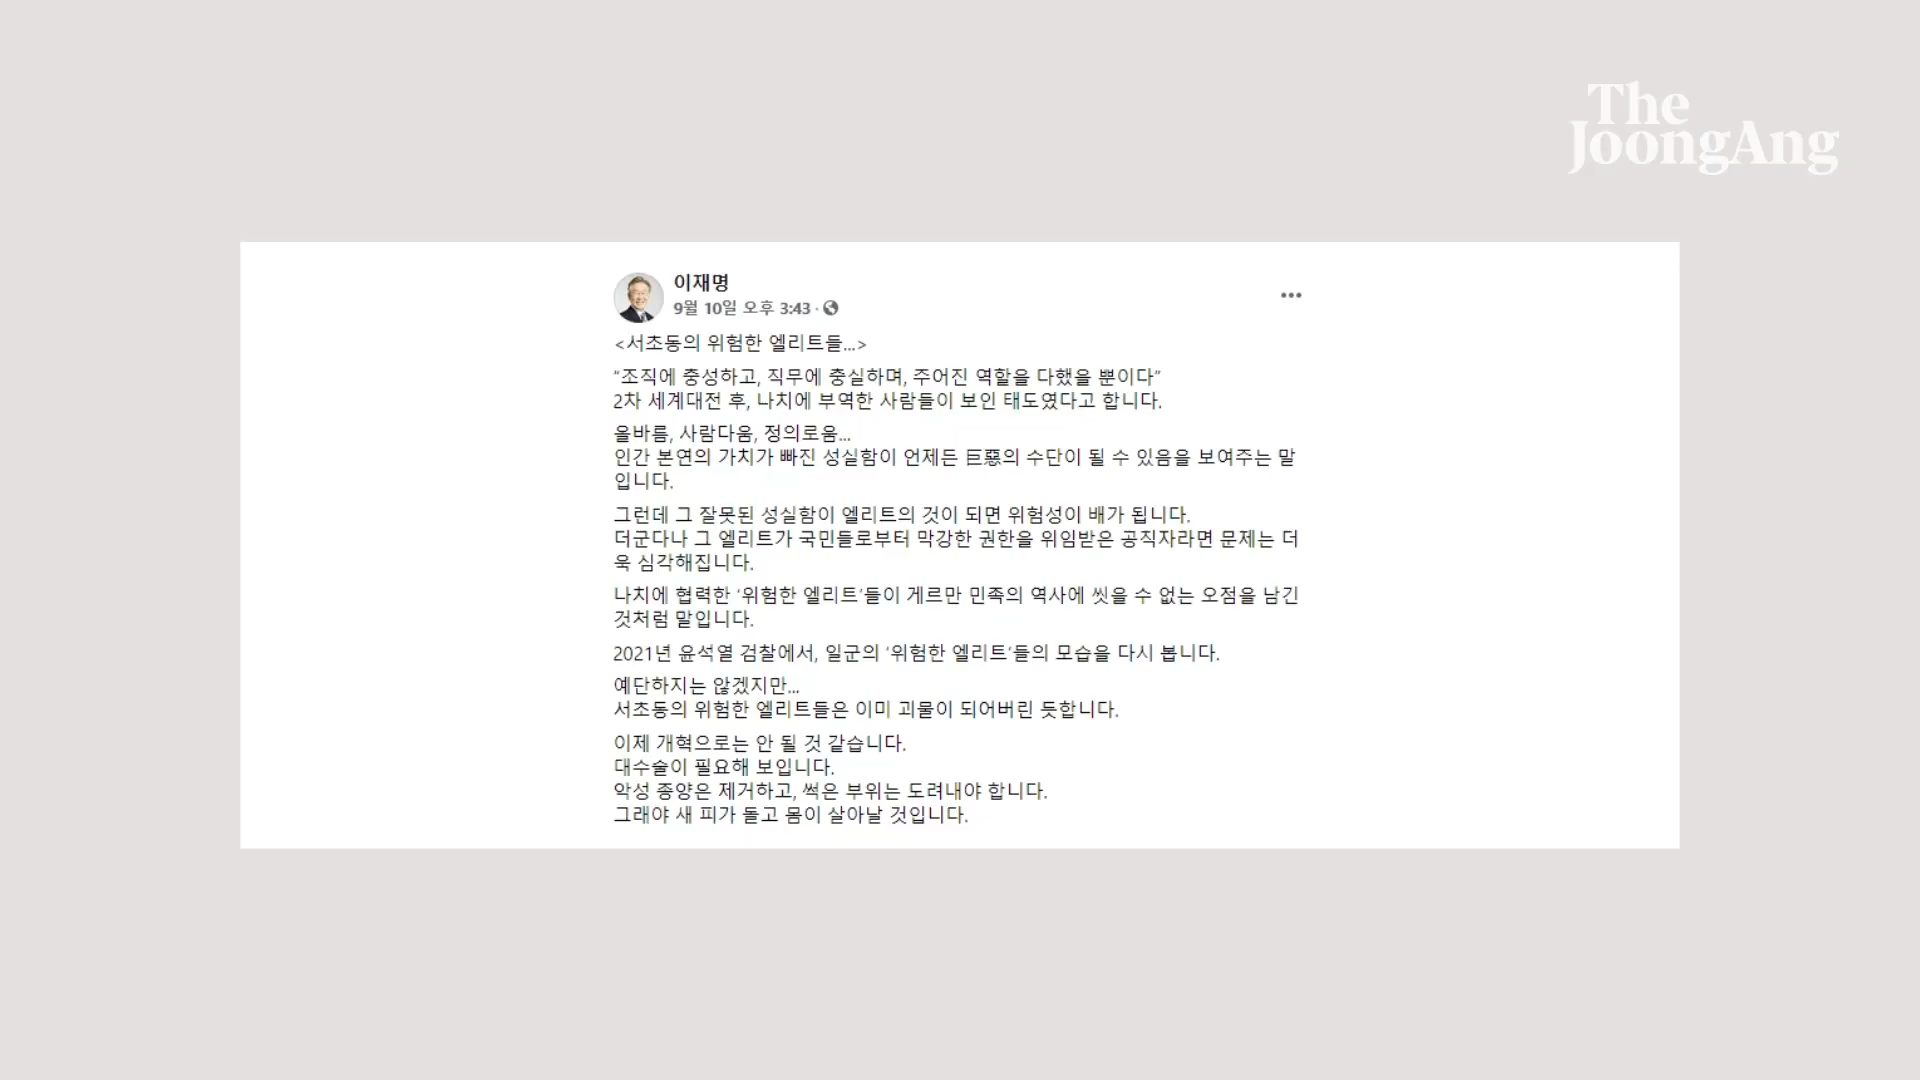 The
JoongAng
이재명
9월 10일 오후 3:43 ·
<서초동의 위험한 엘리트들...>
“조직에 충성하고, 직무에 충실하며, 주어진 역할을 다했을 뿐이다”
2차 세계대전 후, 나치에 부역한 사람들이 보인 태도였다고 합니다.
올바름, 사람다움, 정의로움...
인간 본연의 가치가 빠진 성실함이 언제든 巨惡의 수단이 될 수 있음을 보여주는 말
입니다.
그런데 그 잘못된 성실함이 엘리트의 것이 되면 위험성이 배가 됩니다.
더군다나 그 엘리트가 국민들로부터 막강한 권한을 위임받은 공직자라면 문제는 더
욱 심각해집니다.
나치에 협력한 ‘위험한 엘리트’들이 게르만 민족의 역사에 씻을 수 없는 오점을 남긴
것처럼 말입니다.
2021년 윤석열 검찰에서, 일군의 ‘위험한 엘리트’들의 모습을 다시 봅니다.
예단하지는 않겠지만...
서초동의 위험한 엘리트들은 이미 괴물이 되어버린 듯합니다.
이제 개혁으로는 안 될 것 같습니다.
대수술이 필요해 보입니다.
악성 종양은 제거하고, 썩은 부위는 도려내야 합니다.
그래야 새 피가 돌고 몸이 살아날 것입니다.